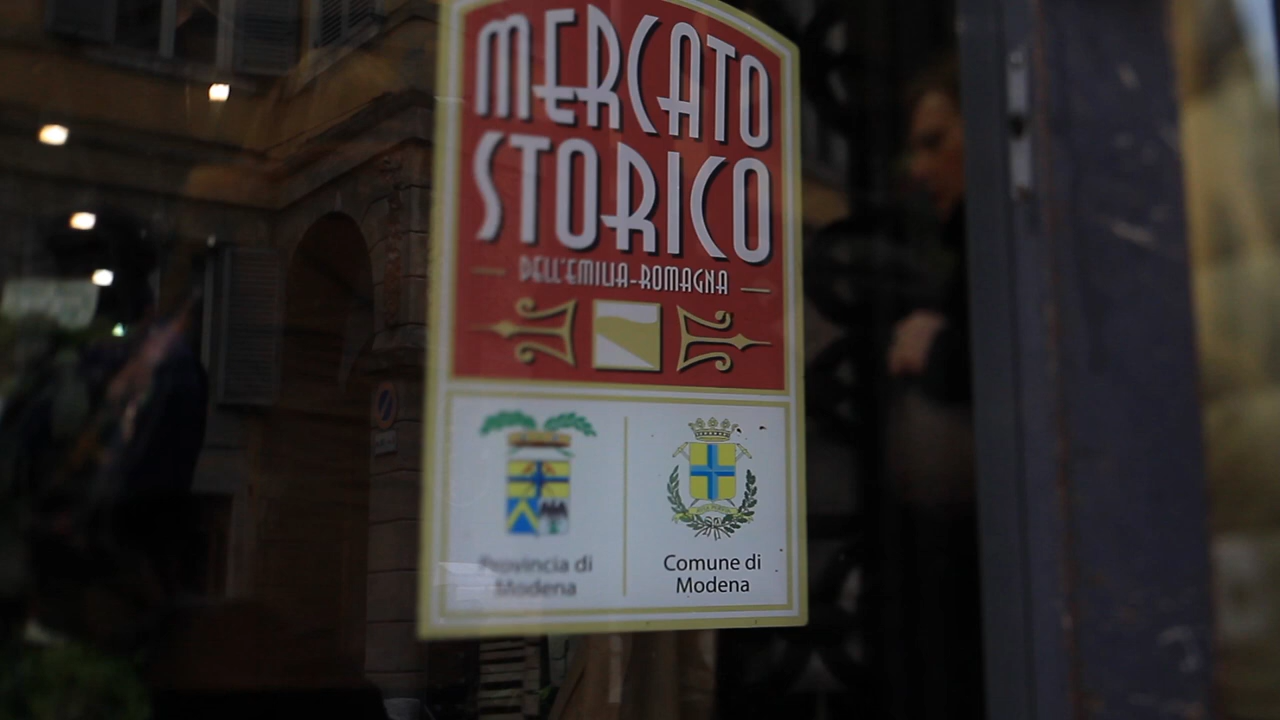 MERCATO
STORICO
DELL'EMILIA-ROMAGNA
Provincia di
Modena
Comune di
Modena